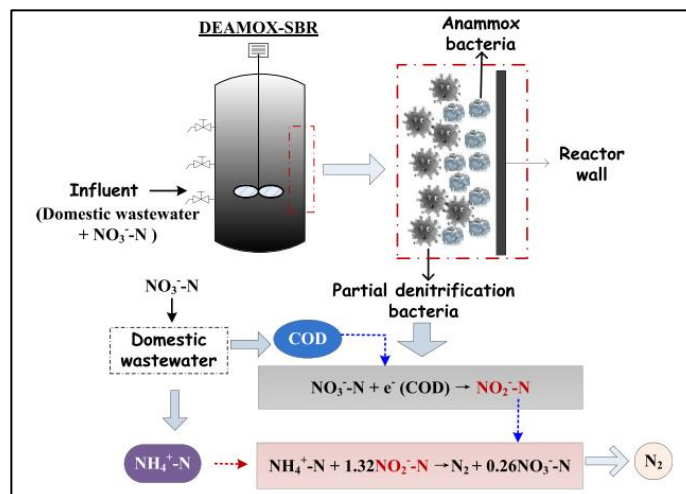 DEAMOX-SBR
Anammox
bacteria
Influent
(Domestic wastewater
+ NO₃⁻-N )
Reactor
wall
Partial denitrification
bacteria
NO₃⁻-N
Domestic
wastewater
COD
NO₃⁻-N + e⁻ (COD) → NO₂⁻-N
NH₄⁺-N
NH₄⁺-N + 1.32NO₂⁻-N →N₂ + 0.26NO₃⁻-N
N₂